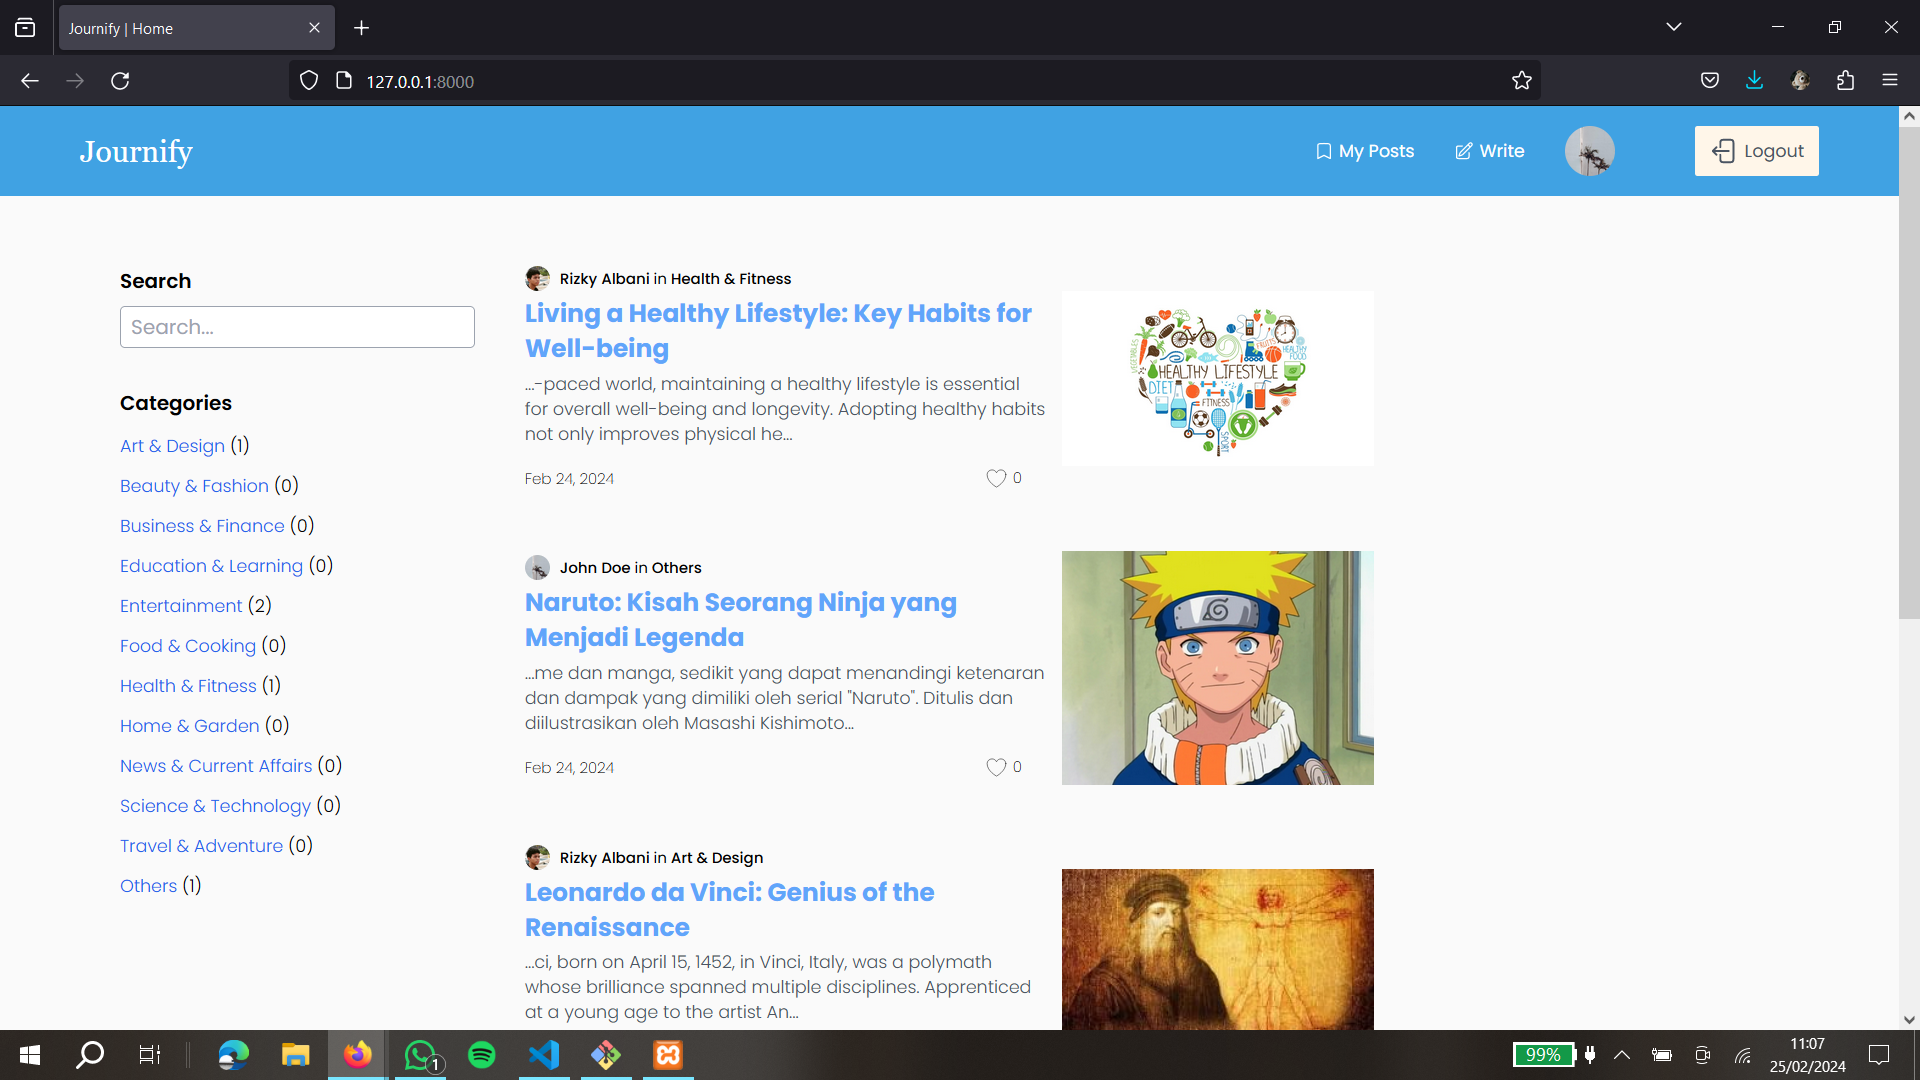 Journify | Home
127.0.0.1:8000
Journify
My Posts
Write
Logout
Search
Search...
Categories
Art & Design (1)
Beauty & Fashion (0)
Business & Finance (0)
Education & Learning (0)
Entertainment (2)
Food & Cooking (0)
Health & Fitness (1)
Home & Garden (0)
News & Current Affairs (0)
Science & Technology (0)
Travel & Adventure (0)
Others (1)
Rizky Albani in Health & Fitness
Living a Healthy Lifestyle: Key Habits for
Well-being
...-paced world, maintaining a healthy lifestyle is essential
for overall well-being and longevity. Adopting healthy habits
not only improves physical he...
Feb 24, 2024
0
VEGETABLES
FRUITS
HEALTHY
FOOD
HEALTHY LIFESTYLE
DIET
FITNESS
SPORT
John Doe in Others
Naruto: Kisah Seorang Ninja yang
Menjadi Legenda
...me dan manga, sedikit yang dapat menandingi ketenaran
dan dampak yang dimiliki oleh serial "Naruto". Ditulis dan
diilustrasikan oleh Masashi Kishimoto...
Feb 24, 2024
0
Rizky Albani in Art & Design
Leonardo da Vinci: Genius of the
Renaissance
...ci, born on April 15, 1452, in Vinci, Italy, was a polymath
whose brilliance spanned multiple disciplines. Apprenticed
at a young age to the artist An...
1
99%
11:07
25/02/2024